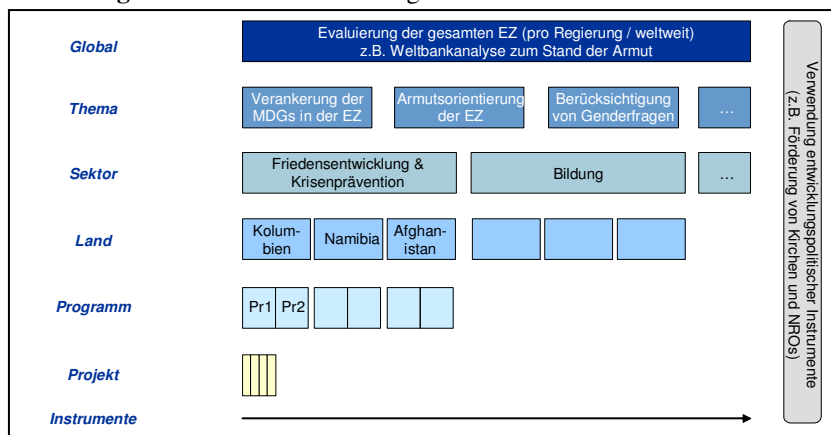 Global
Evaluierung der gesamten EZ (pro Regierung / weltweit)
z.B. Weltbankanalyse zum Stand der Armut
Thema
Verankerung der
MDGs in der EZ
Armutsorientierung
der EZ
Berücksichtigung
von Genderfragen
...
Sektor
Friedensentwicklung &
Krisenprävention
Bildung
...
Land
Kolum-
bien
Namibia
Afghan-
istan
Programm
Pr1
Pr2
Projekt
Instrumente
Verwendung entwicklungspolitischer Instrumente
(z.B. Förderung von Kirchen und NROs)